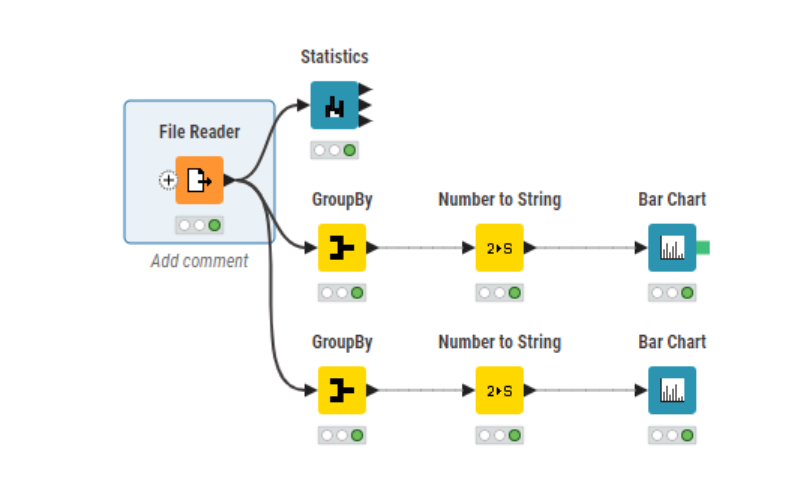 Statistics
File Reader
Add comment
GroupBy
Number to String
2▸S
Bar Chart
GroupBy
Number to String
2▸S
Bar Chart